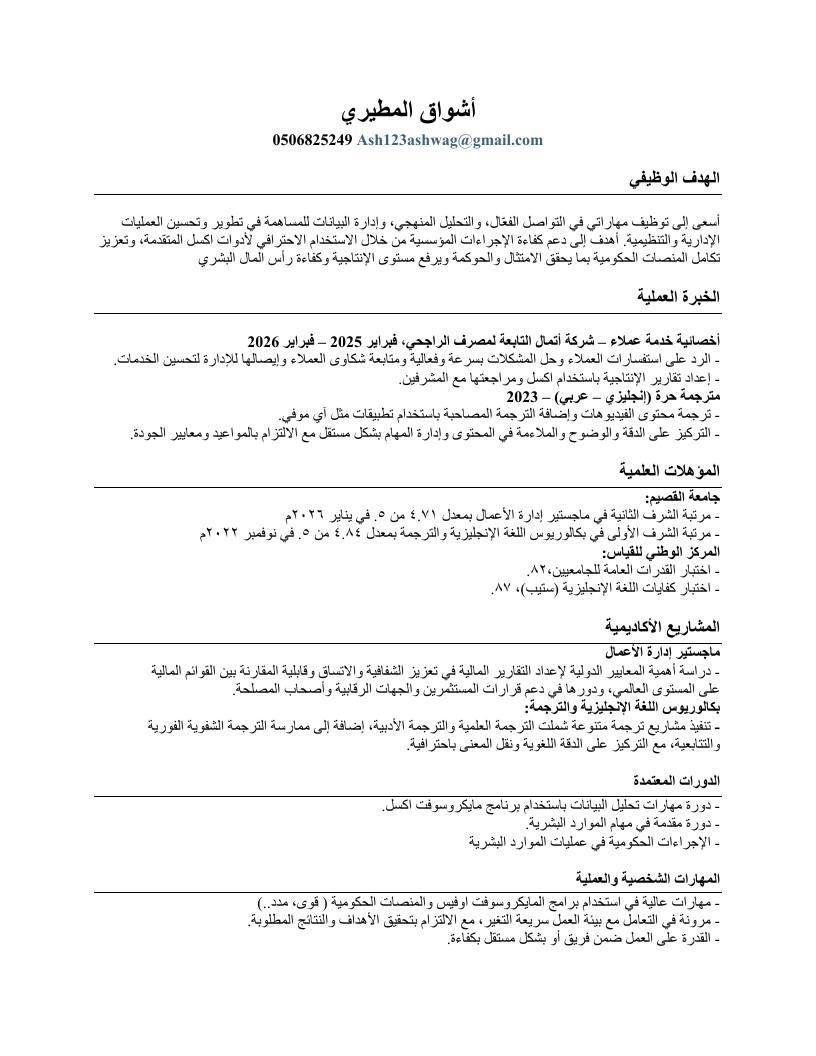 أشواق المطيري
0506825249 Ash123ashwag@gmail.com
الهدف الوظيفي
أسعى إلى توظيف مهاراتي في التواصل الفعّال، والتحليل المنهجي، وإدارة البيانات للمساهمة في تطوير وتحسين العمليات
الإدارية والتنظيمية. أهدف إلى دعم كفاءة الإجراءات المؤسسية من خلال الاستخدام الاحترافي لأدوات اكسل المتقدمة، وتعزيز
تكامل المنصات الحكومية بما يحقق الامتثال والحوكمة ويرفع مستوى الإنتاجية وكفاءة رأس المال البشري
الخبرة العملية
أخصائية خدمة عملاء – شركة أتمال التابعة لمصرف الراجحي، فبراير 2025 – فبراير 2026
- الرد على استفسارات العملاء وحل المشكلات بسرعة وفعالية ومتابعة شكاوى العملاء وإيصالها للإدارة لتحسين الخدمات.
- إعداد تقارير الإنتاجية باستخدام اكسل ومراجعتها مع المشرفين.
مترجمة حرة (إنجليزي – عربي) – 2023
- ترجمة محتوى الفيديوهات وإضافة الترجمة المصاحبة باستخدام تطبيقات مثل آي موفي.
- التركيز على الدقة والوضوح والملاءمة في المحتوى وإدارة المهام بشكل مستقل مع الالتزام بالمواعيد ومعايير الجودة.
المؤهلات العلمية
جامعة القصيم:
- مرتبة الشرف الثانية في ماجستير إدارة الأعمال بمعدل ٤.٧١ من ٥. في يناير ٢٠٢٦م
- مرتبة الشرف الأولى في بكالوريوس اللغة الإنجليزية والترجمة بمعدل ٤.٨٤ من ٥. في نوفمبر ٢٠٢٢م
المركز الوطني للقياس:
- اختبار القدرات العامة للجامعيين،٨٢.
- اختبار كفايات اللغة الإنجليزية (ستيب)، ٨٧.
المشاريع الأكاديمية
ماجستير إدارة الأعمال
- دراسة أهمية المعايير الدولية لإعداد التقارير المالية في تعزيز الشفافية والاتساق وقابلية المقارنة بين القوائم المالية
على المستوى العالمي، ودورها في دعم قرارات المستثمرين والجهات الرقابية وأصحاب المصلحة.
بكالوريوس اللغة الإنجليزية والترجمة:
- تنفيذ مشاريع ترجمة متنوعة شملت الترجمة العلمية والترجمة الأدبية، إضافة إلى ممارسة الترجمة الشفوية الفورية
والتتابعية، مع التركيز على الدقة اللغوية ونقل المعنى باحترافية.
الدورات المعتمدة
- دورة مهارات تحليل البيانات باستخدام برنامج مايكروسوفت اكسل.
- دورة مقدمة في مهام الموارد البشرية.
- الإجراءات الحكومية في عمليات الموارد البشرية
المهارات الشخصية والعملية
- مهارات عالية في استخدام برامج المايكروسوفت اوفيس والمنصات الحكومية ( قوى، مدد..)
- مرونة في التعامل مع بيئة العمل سريعة التغير، مع الالتزام بتحقيق الأهداف والنتائج المطلوبة.
- القدرة على العمل ضمن فريق أو بشكل مستقل بكفاءة.